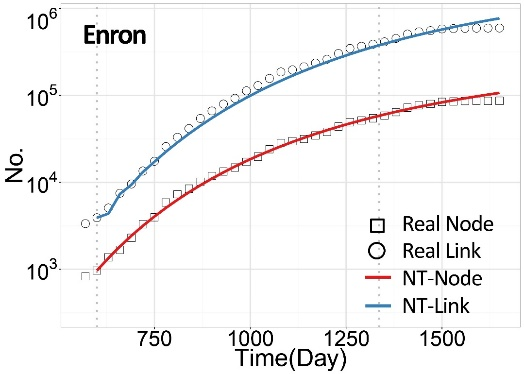 Enron
No.
10^6
10^5
10^4
10^3
Real Node
Real Link
NT-Node
NT-Link
750 1000 1250 1500
Time(Day)